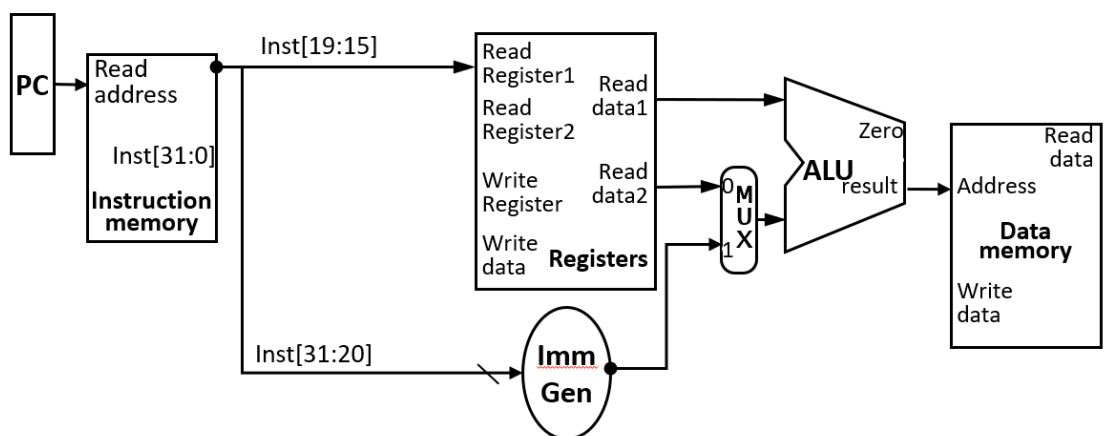 PC
Read
address
Inst[31:0]
Instruction
memory
Inst[19:15]
Inst[31:20]
Read
Register1
Read
Register2
Write
Register
Write
data
Read
data1
Read
data2
Registers
Imm
Gen
0
M
U
X
1
Zero
ALU
result
Read
data
Address
Data
memory
Write
data